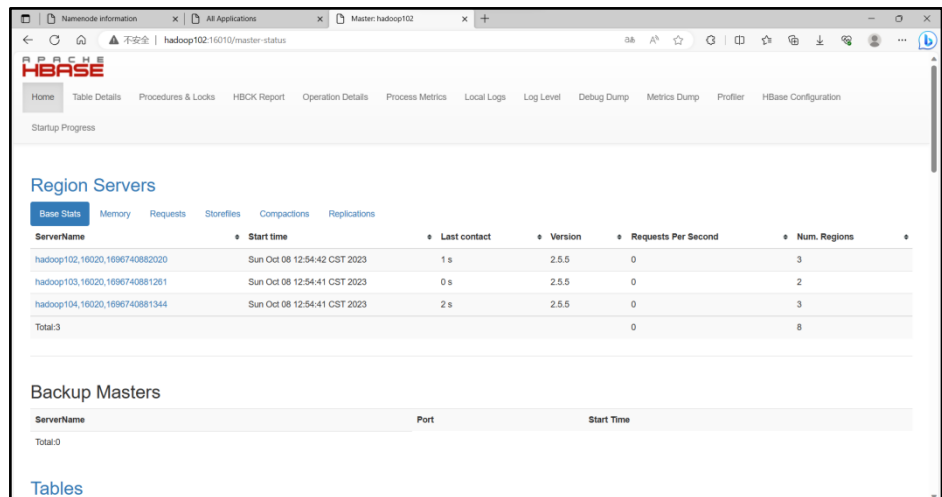 Namenode information All Applications Master: hadoop102
不安全 hadoop102:16010/master-status
APACHE
HBASE
Home Table Details Procedures & Locks HBCK Report Operation Details Process Metrics Local Logs Log Level Debug Dump Metrics Dump Profiler HBase Configuration
Startup Progress
Region Servers
Base Stats Memory Requests Storefiles Compactions Replications
ServerName Start time Last contact Version Requests Per Second Num. Regions
hadoop102,16020,1696740882020 Sun Oct 08 12:54:42 CST 2023 1 s 2.5.5 0 3
hadoop103,16020,1696740881261 Sun Oct 08 12:54:41 CST 2023 0 s 2.5.5 0 2
hadoop104,16020,1696740881344 Sun Oct 08 12:54:41 CST 2023 2 s 2.5.5 0 3
Total:3 0 8
Backup Masters
ServerName Port Start Time
Total:0
Tables